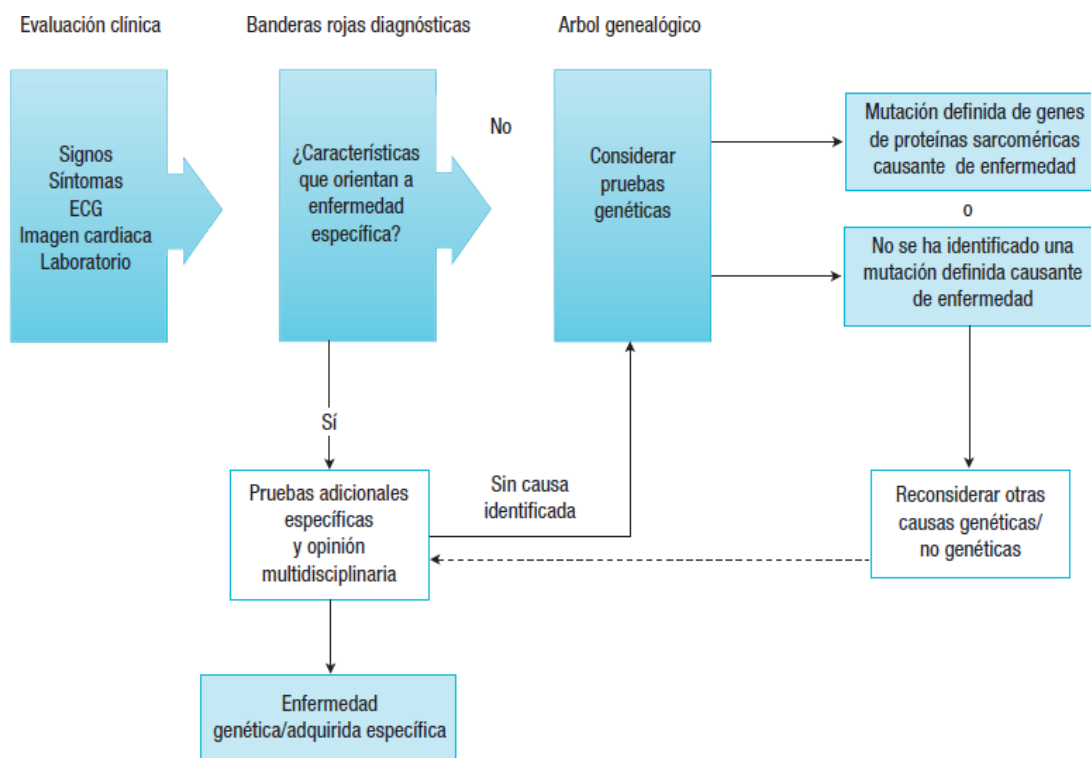 Evaluación clínica
Banderas rojas diagnósticas
Arbol genealógico
Signos
Síntomas
ECG
Imagen cardiaca
Laboratorio
¿Características
que orientan a
enfermedad
específica?
No
Considerar
pruebas
genéticas
Mutación definida de genes
de proteínas sarcoméricas
causante de enfermedad
o
No se ha identificado una
mutación definida causante
de enfermedad
Sí
Pruebas adicionales
específicas
y opinión
multidisciplinaria
Sin causa
identificada
Reconsiderar otras
causas genéticas/
no genéticas
Enfermedad
genética/adquirida específica